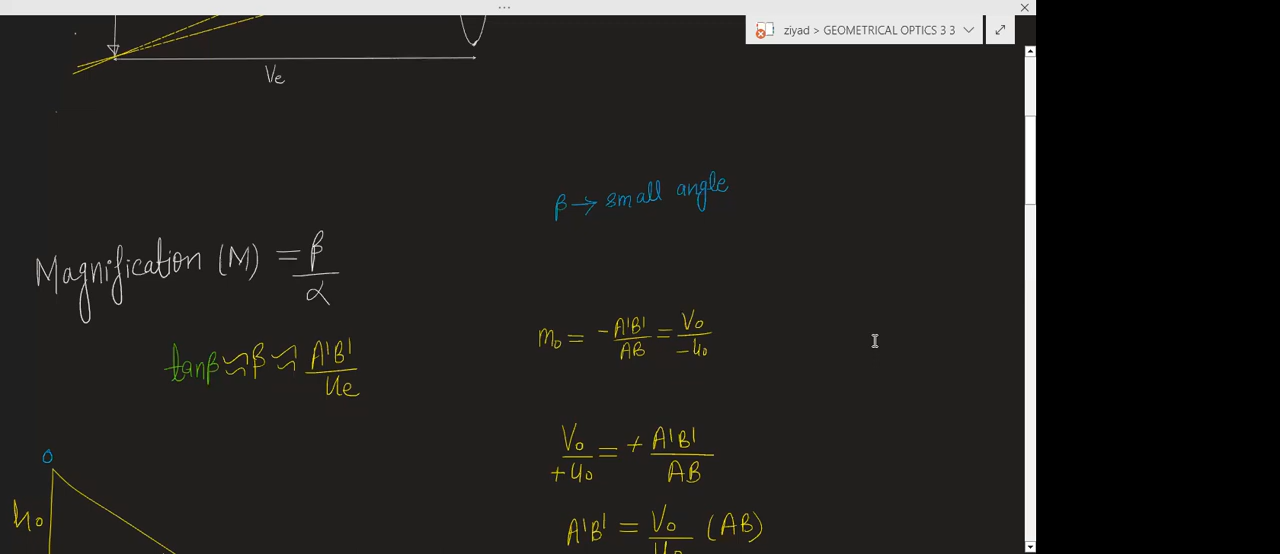 ...
ziyad > GEOMETRICAL OPTICS 3 3
Ve
β → small angle
Magnification (M) = β/α
m₀ = -A'B'/AB = V₀/-u₀
tanβ ≈ β ≈ A'B'/ue
V₀/+u₀ = + A'B'/AB
O
u₀
A'B' = V₀/u₀ (AB)